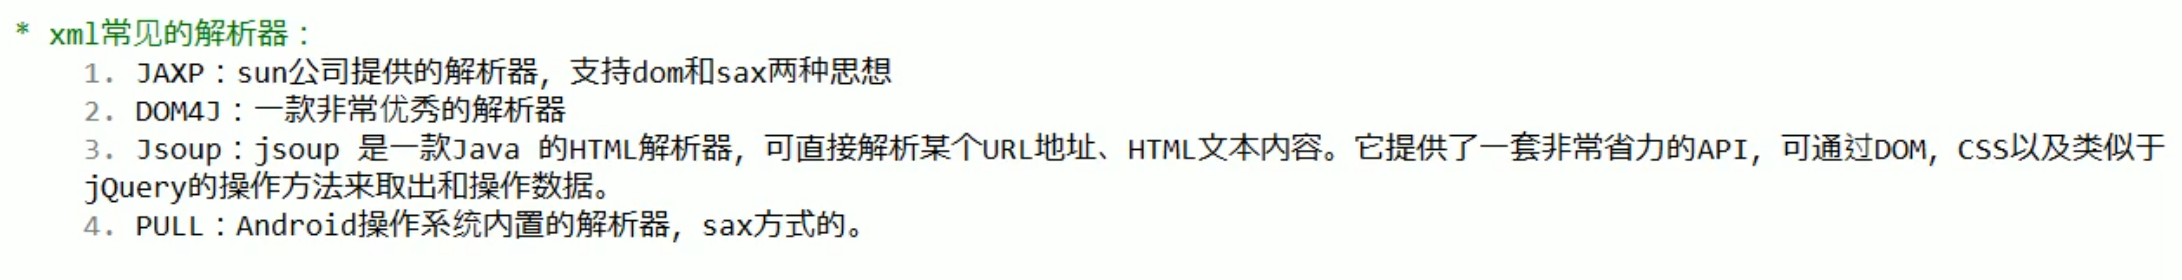 * xml常见的解析器：
1. JAXP：sun公司提供的解析器，支持dom和sax两种思想
2. DOM4J：一款非常优秀的解析器
3. Jsoup：jsoup 是一款Java 的HTML解析器，可直接解析某个URL地址、HTML文本内容。它提供了一套非常省力的API，可通过DOM，CSS以及类似于
jQuery的操作方法来取出和操作数据。
4. PULL：Android操作系统内置的解析器，sax方式的。